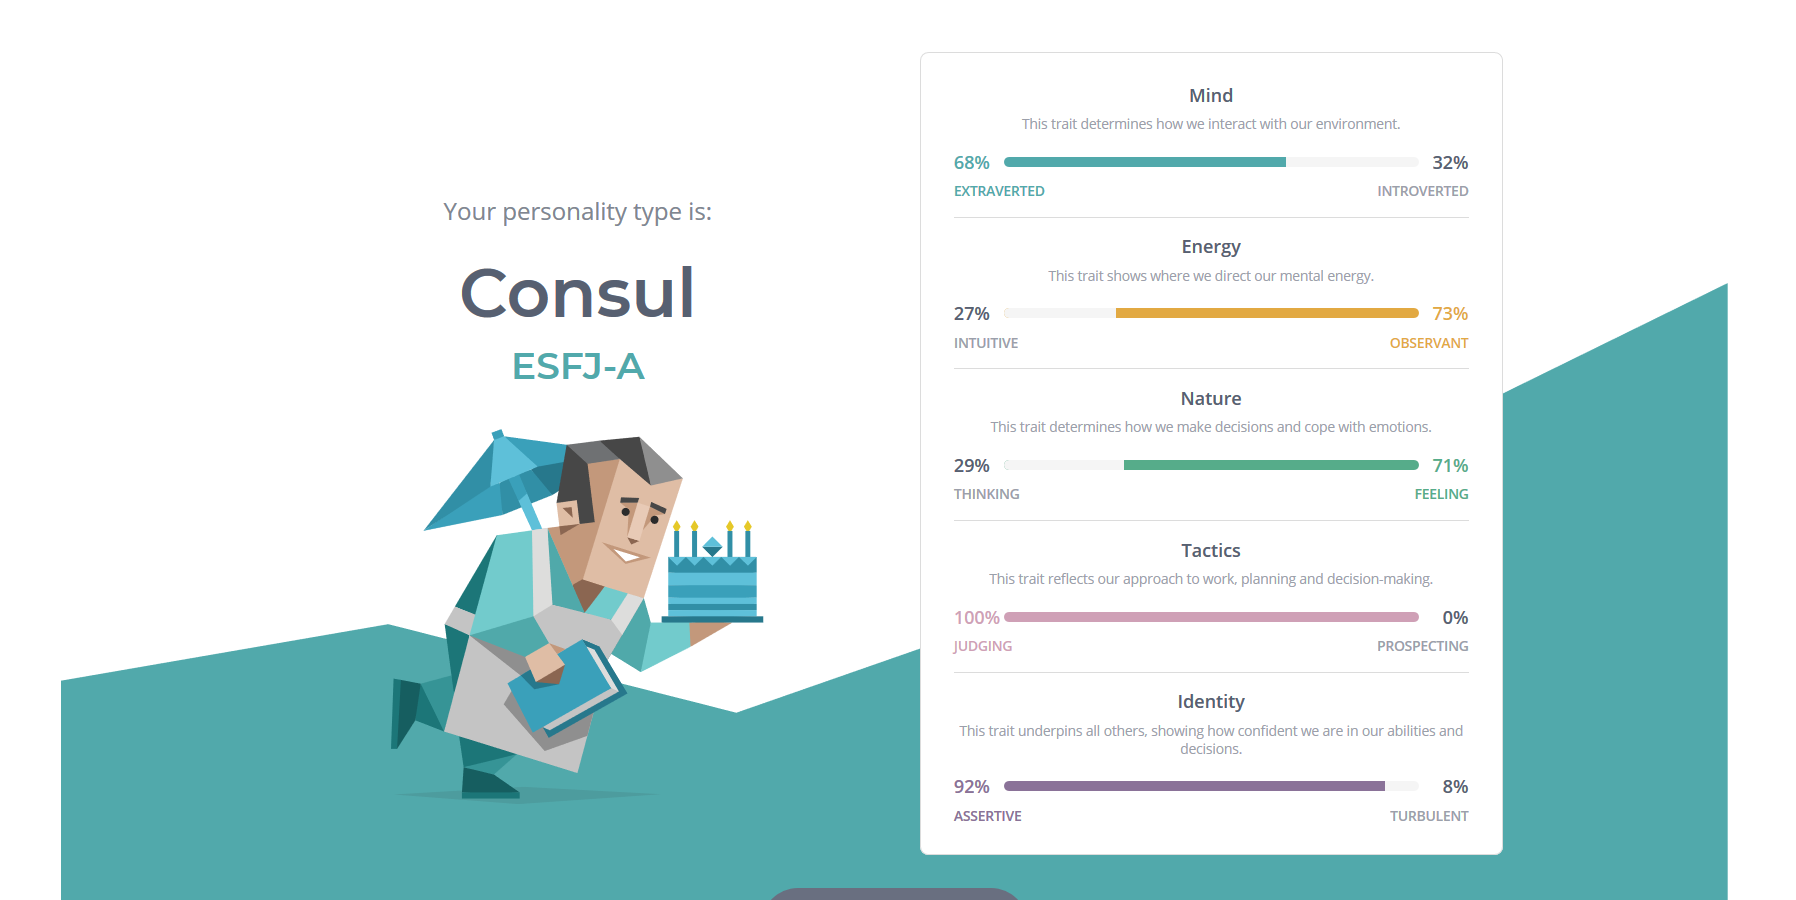 Your personality type is:
Consul
ESFJ-A
Mind
This trait determines how we interact with our environment.
68% 32%
EXTRAVERTED INTROVERTED
Energy
This trait shows where we direct our mental energy.
27% 73%
INTUITIVE OBSERVANT
Nature
This trait determines how we make decisions and cope with emotions.
29% 71%
THINKING FEELING
Tactics
This trait reflects our approach to work, planning and decision-making.
100% 0%
JUDGING PROSPECTING
Identity
This trait underpins all others, showing how confident we are in our abilities and
decisions.
92% 8%
ASSERTIVE TURBULENT